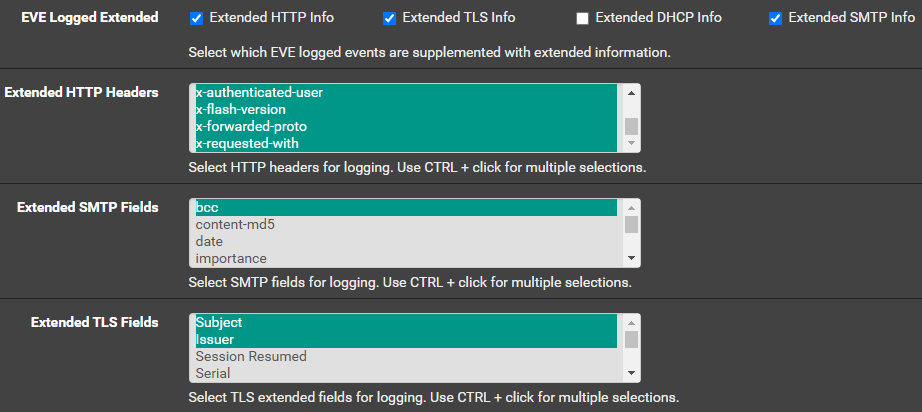 EVE Logged Extended Extended HTTP Info Extended TLS Info Extended DHCP Info Extended SMTP Info
Select which EVE logged events are supplemented with extended information.
Extended HTTP Headers
x-authenticated-user
x-flash-version
x-forwarded-proto
x-requested-with
Select HTTP headers for logging. Use CTRL + click for multiple selections.
Extended SMTP Fields
bcc
content-md5
date
importance
Select SMTP fields for logging. Use CTRL + click for multiple selections.
Extended TLS Fields
Subject
Issuer
Session Resumed
Serial
Select TLS extended fields for logging. Use CTRL + click for multiple selections.